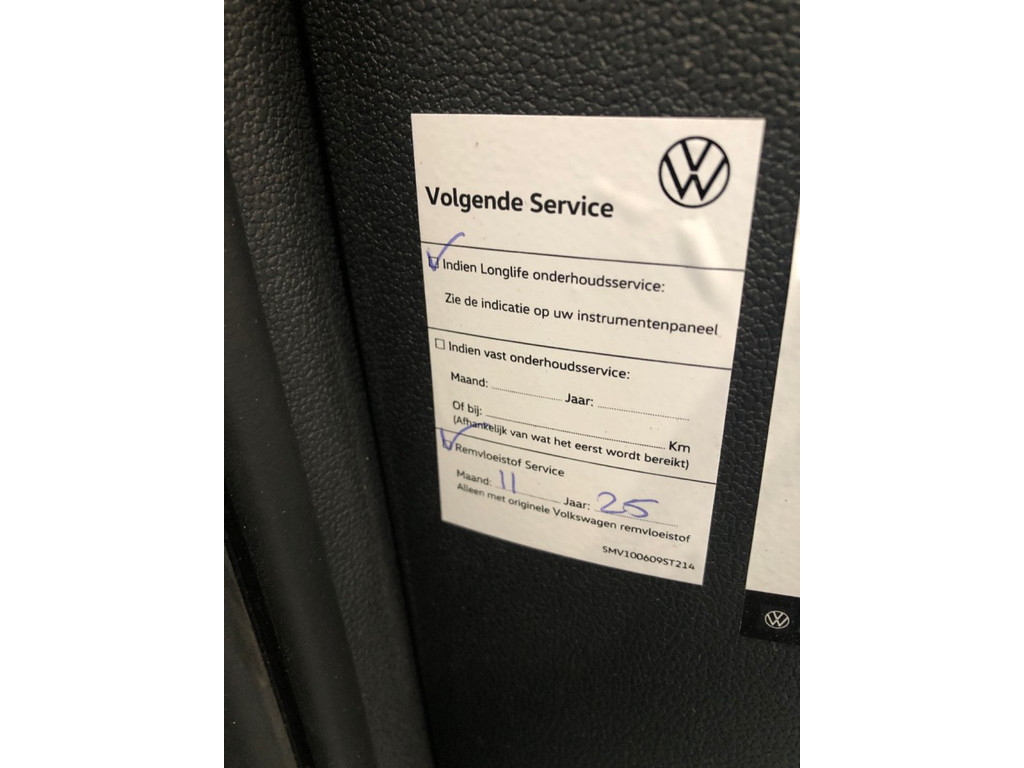 Volgende Service
Indien Longlife onderhoudsservice:
Zie de indicatie op uw instrumentenpaneel
Indien vast onderhoudsservice:
Maand: Jaar:
Of bij: Km
(Afhankelijk van wat het eerst wordt bereikt)
Remvloeistof Service
Maand: 11 Jaar: 25
Alleen met originele Volkswagen remvloeistof
SMV100609ST214